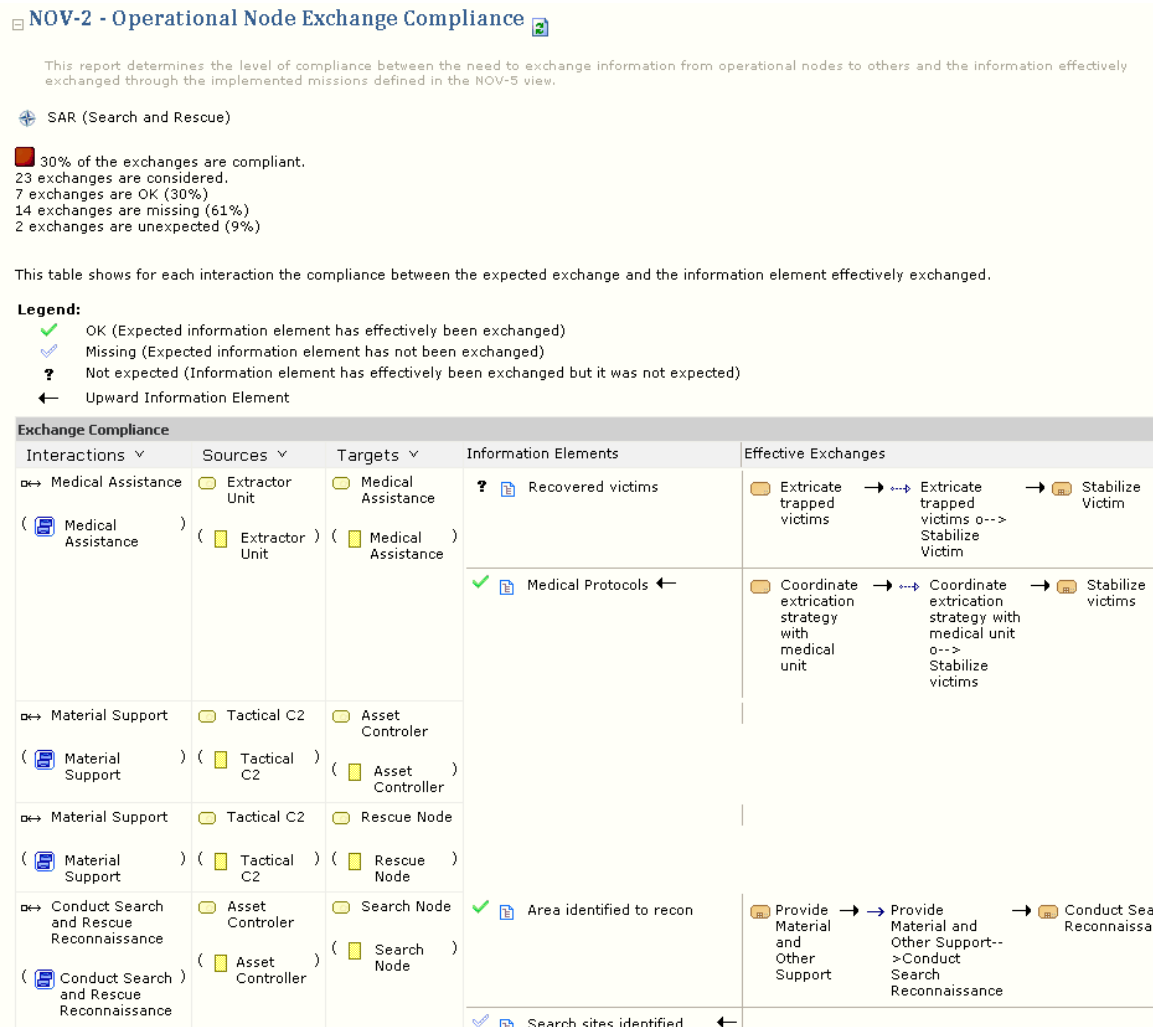 NOV-2 - Operational Node Exchange Compliance
This report determines the level of compliance between the need to exchange information from operational nodes to others and the information effectively
exchanged through the implemented missions defined in the NOV-5 view.
SAR (Search and Rescue)
30% of the exchanges are compliant.
23 exchanges are considered.
7 exchanges are OK (30%)
14 exchanges are missing (61%)
2 exchanges are unexpected (9%)
This table shows for each interaction the compliance between the expected exchange and the information element effectively exchanged.
Legend:
OK (Expected information element has effectively been exchanged)
Missing (Expected information element has not been exchanged)
? Not expected (Information element has effectively been exchanged but it was not expected)
← Upward Information Element
Exchange Compliance
Interactions Sources Targets Information Elements Effective Exchanges
Medical Assistance
( Medical )
Assistance
Extractor
Unit
( Extractor )
Unit
Medical
Assistance
( Medical )
Assistance
? Recovered victims
Extricate
trapped
victims
→ Extricate
trapped
victims o-->
Stabilize
Victim
→ Stabilize
Victim
Medical Protocols ←
Coordinate
extrication
strategy
with
medical
unit
→ Coordinate
extrication
strategy with
medical unit
o-->
Stabilize
victims
→ Stabilize
victims
Material Support
( Material )
Support
Tactical C2
( Tactical )
C2
Asset
Controler
( Asset )
Controller
Material Support
( Material )
Support
Tactical C2
( Tactical )
C2
Rescue Node
( Rescue )
Node
Conduct Search
and Rescue
Reconnaissance
( Conduct Search )
and Rescue
Reconnaissance
Asset
Controler
( Asset )
Controller
Search Node
( Search )
Node
Area identified to recon
Provide
Material
and
Other
Support
→ → Provide
Material and
Other Support--
>Conduct
Search
Reconnaissance
→ Conduct Sea
Reconnaissa
Search sites identified ←